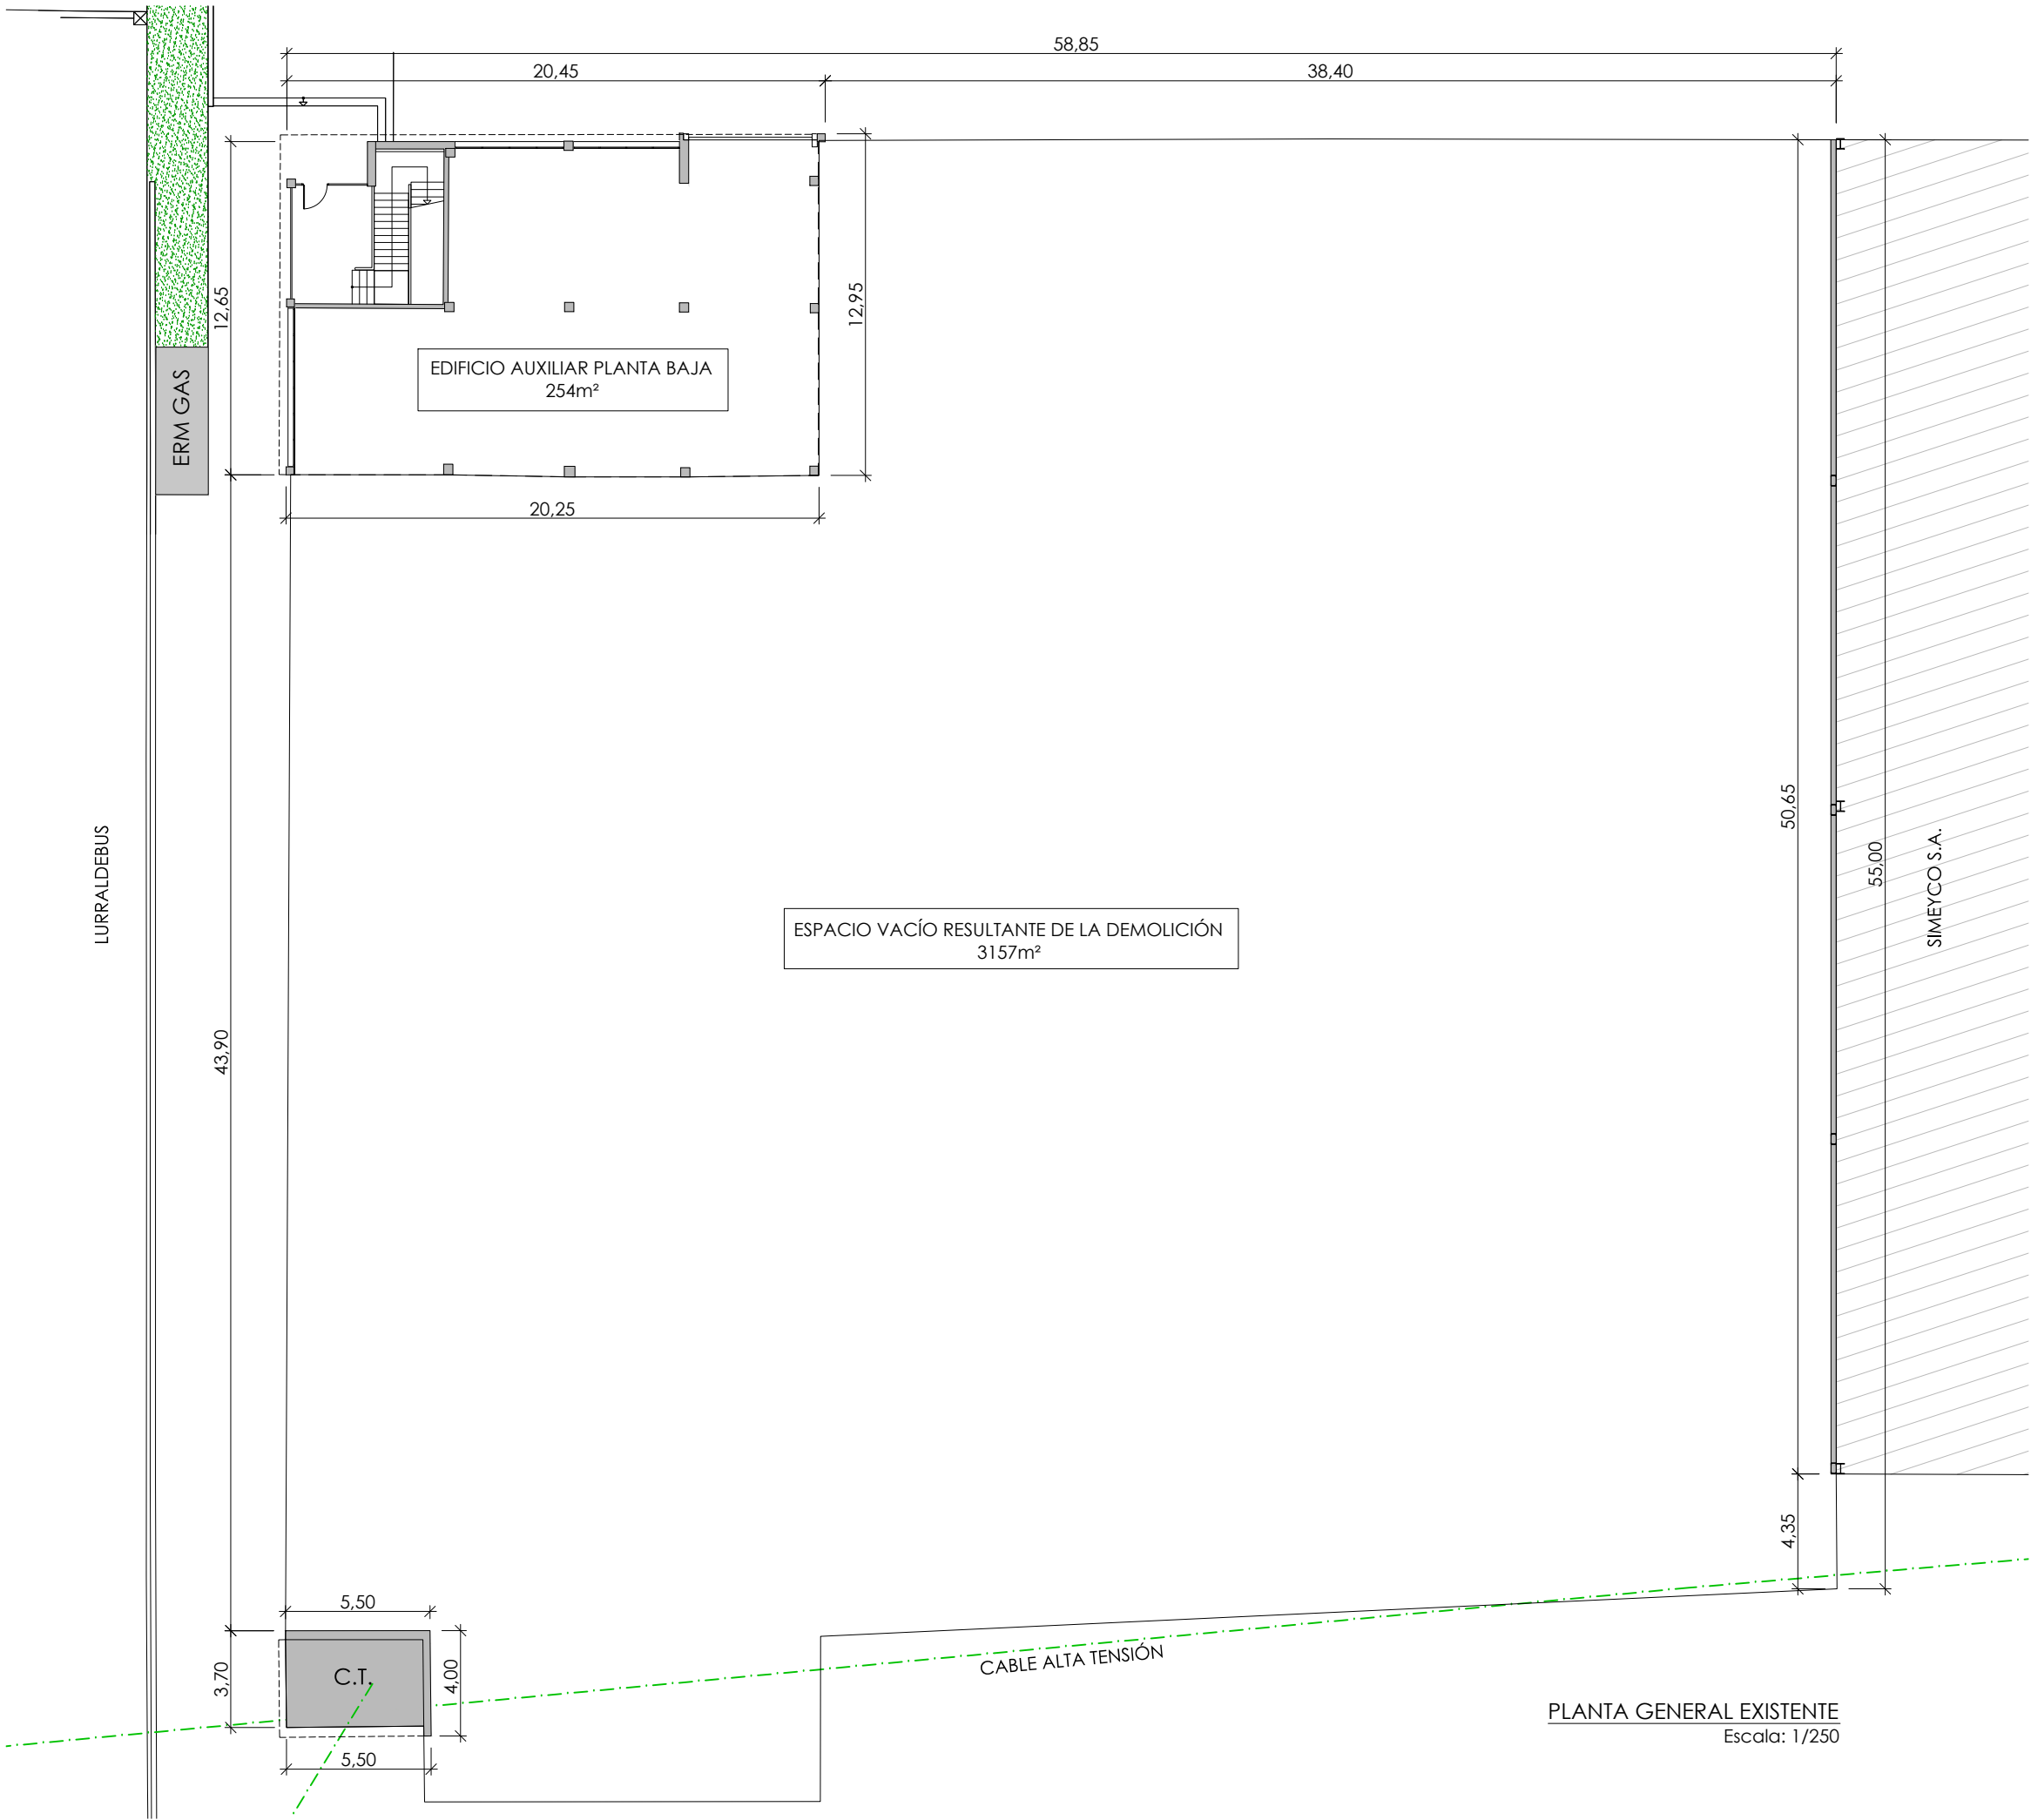 58,85
20,45
38,40
12,65
12,95
EDIFICIO AUXILIAR PLANTA BAJA
254m²
ERM GAS
20,25
50,65
55,00
LURRALDEBUS
SIMEYCO S.A.
ESPACIO VACÍO RESULTANTE DE LA DEMOLICIÓN
3157m²
43,90
4,35
5,50
C.T.
3,70
4,00
CABLE ALTA TENSIÓN
5,50
PLANTA GENERAL EXISTENTE
Escala: 1/250